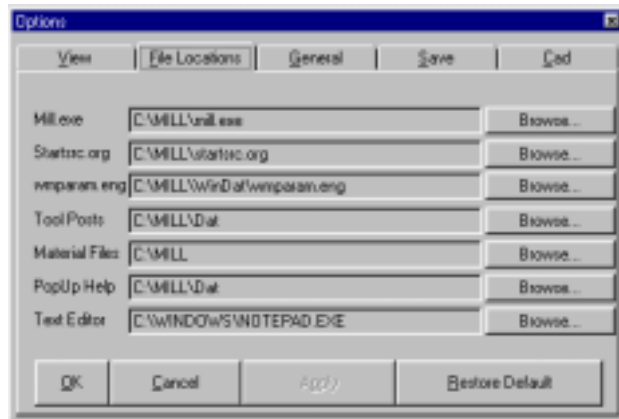 Options
View File Locations General Save Cad
Mill.exe C:\MILL\mill.exe Browse...
Startsrc.org C:\MILL\startsrc.org Browse...
wmparam.eng C:\MILL\WinDat\wmparam.eng Browse...
Tool Posts C:\MILL\Dat Browse...
Material Files C:\MILL Browse...
PopUp Help C:\MILL\Dat Browse...
Text Editor C:\WINDOWS\NOTEPAD.EXE Browse...
OK Cancel Apply Restore Default